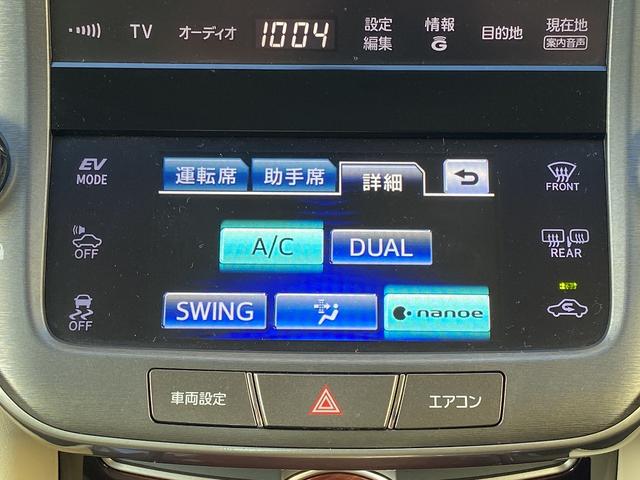 TV
オーディオ
1004
設定
編集
情報
G
目的地
現在地
案内音声
EV
MODE
運転席
助手席
詳細
FRONT
OFF
A/C
DUAL
REAR
OFF
SWING
nanoe
車両設定
エアコン